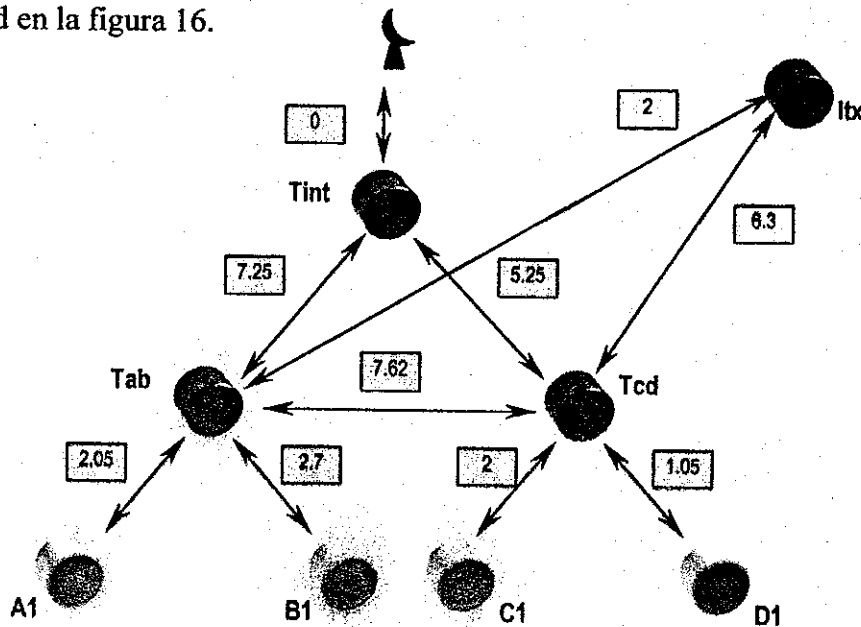 d en la figura 16.
0
2
Itx
Tint
6.3
7.25
5.25
Tab
7.62
Tcd
2.05
2.7
2
1.05
A1
B1
C1
D1